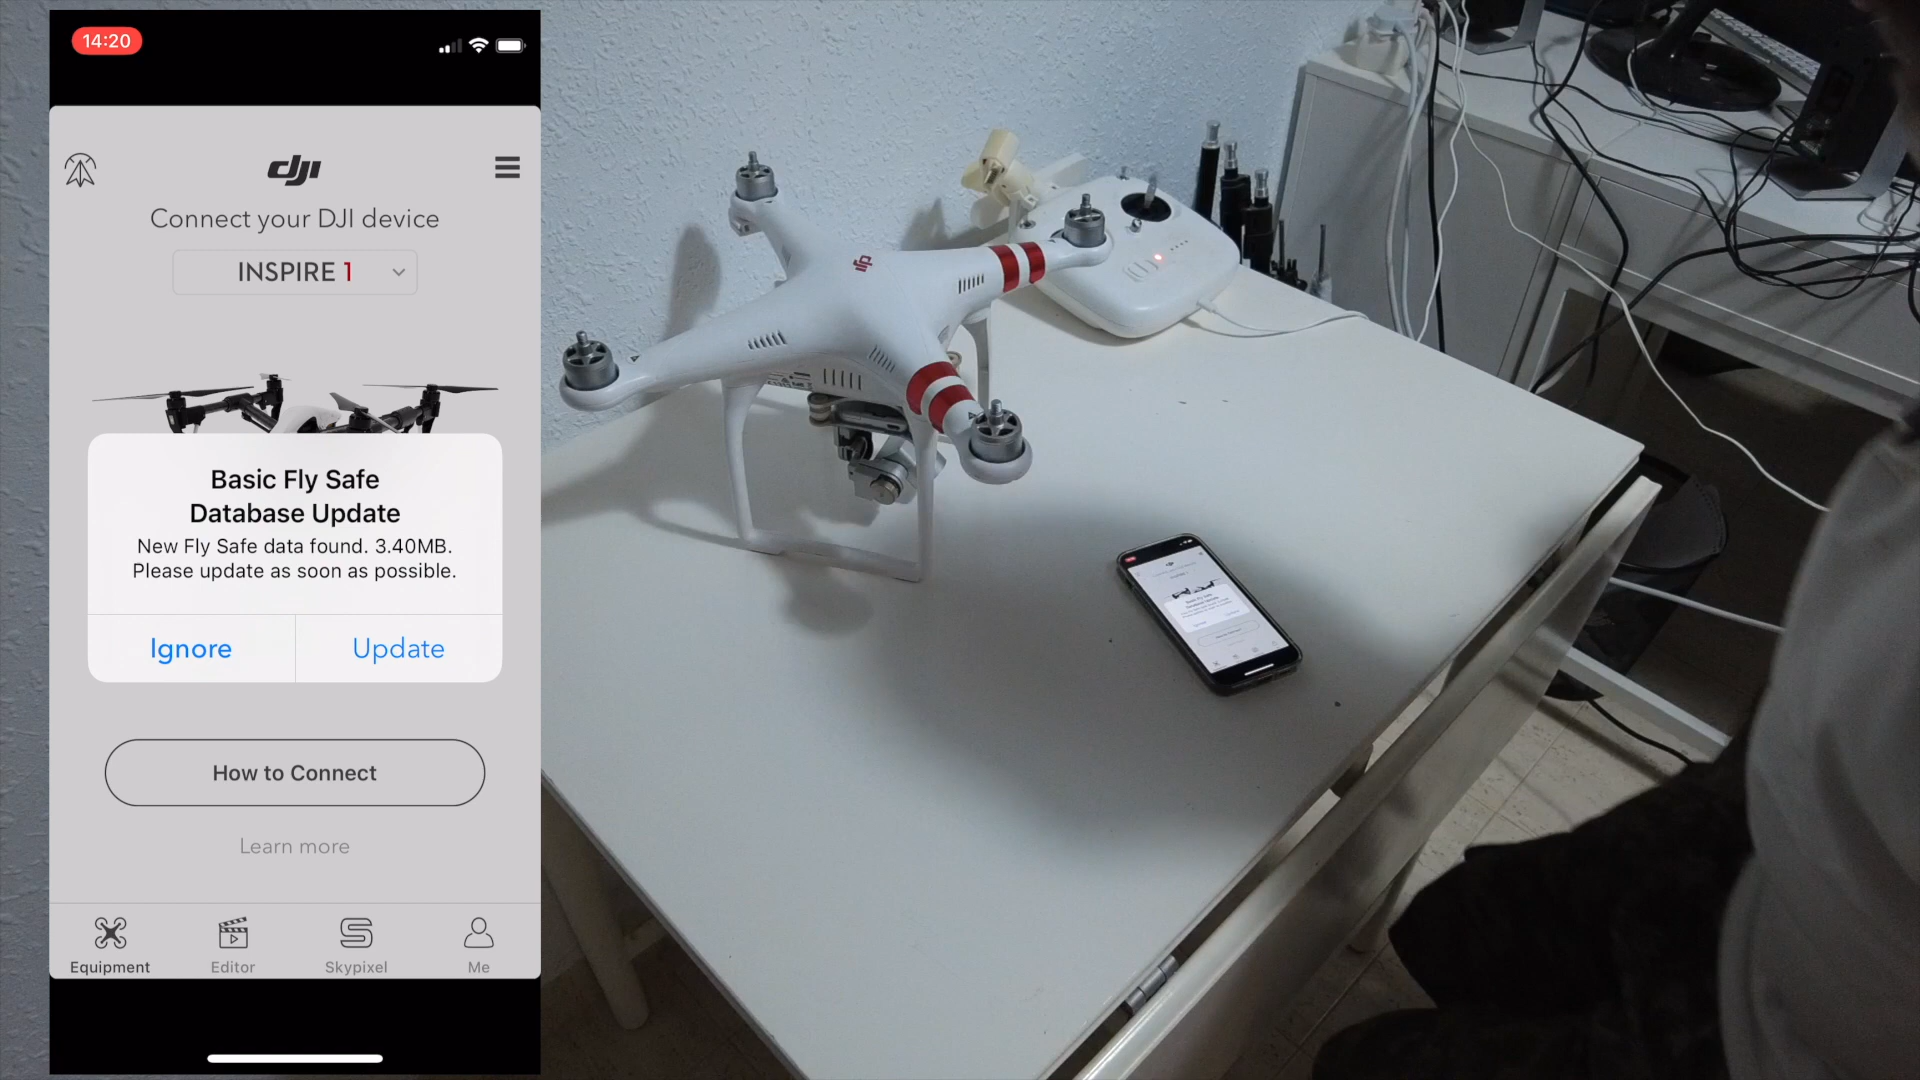 14:20
dji
Connect your DJI device
INSPIRE 1
Basic Fly Safe
Database Update
New Fly Safe data found. 3.40MB.
Please update as soon as possible.
Ignore
Update
How to Connect
Learn more
Equipment
Editor
Skypixel
Me